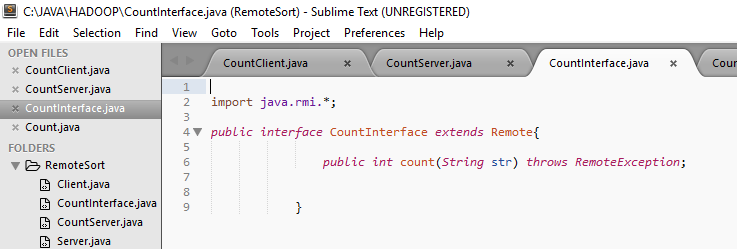 C:\JAVA\HADOOP\CountInterface.java (RemoteSort) - Sublime Text (UNREGISTERED)
File Edit Selection Find View Goto Tools Project Preferences Help
OPEN FILES
CountClient.java
CountServer.java
CountInterface.java
Count.java
FOLDERS
RemoteSort
Client.java
CountInterface.java
CountServer.java
Server.java
CountClient.java CountServer.java CountInterface.java
1
2 import java.rmi.*;
3
4 public interface CountInterface extends Remote{
5
6 public int count(String str) throws RemoteException;
7
8
9 }